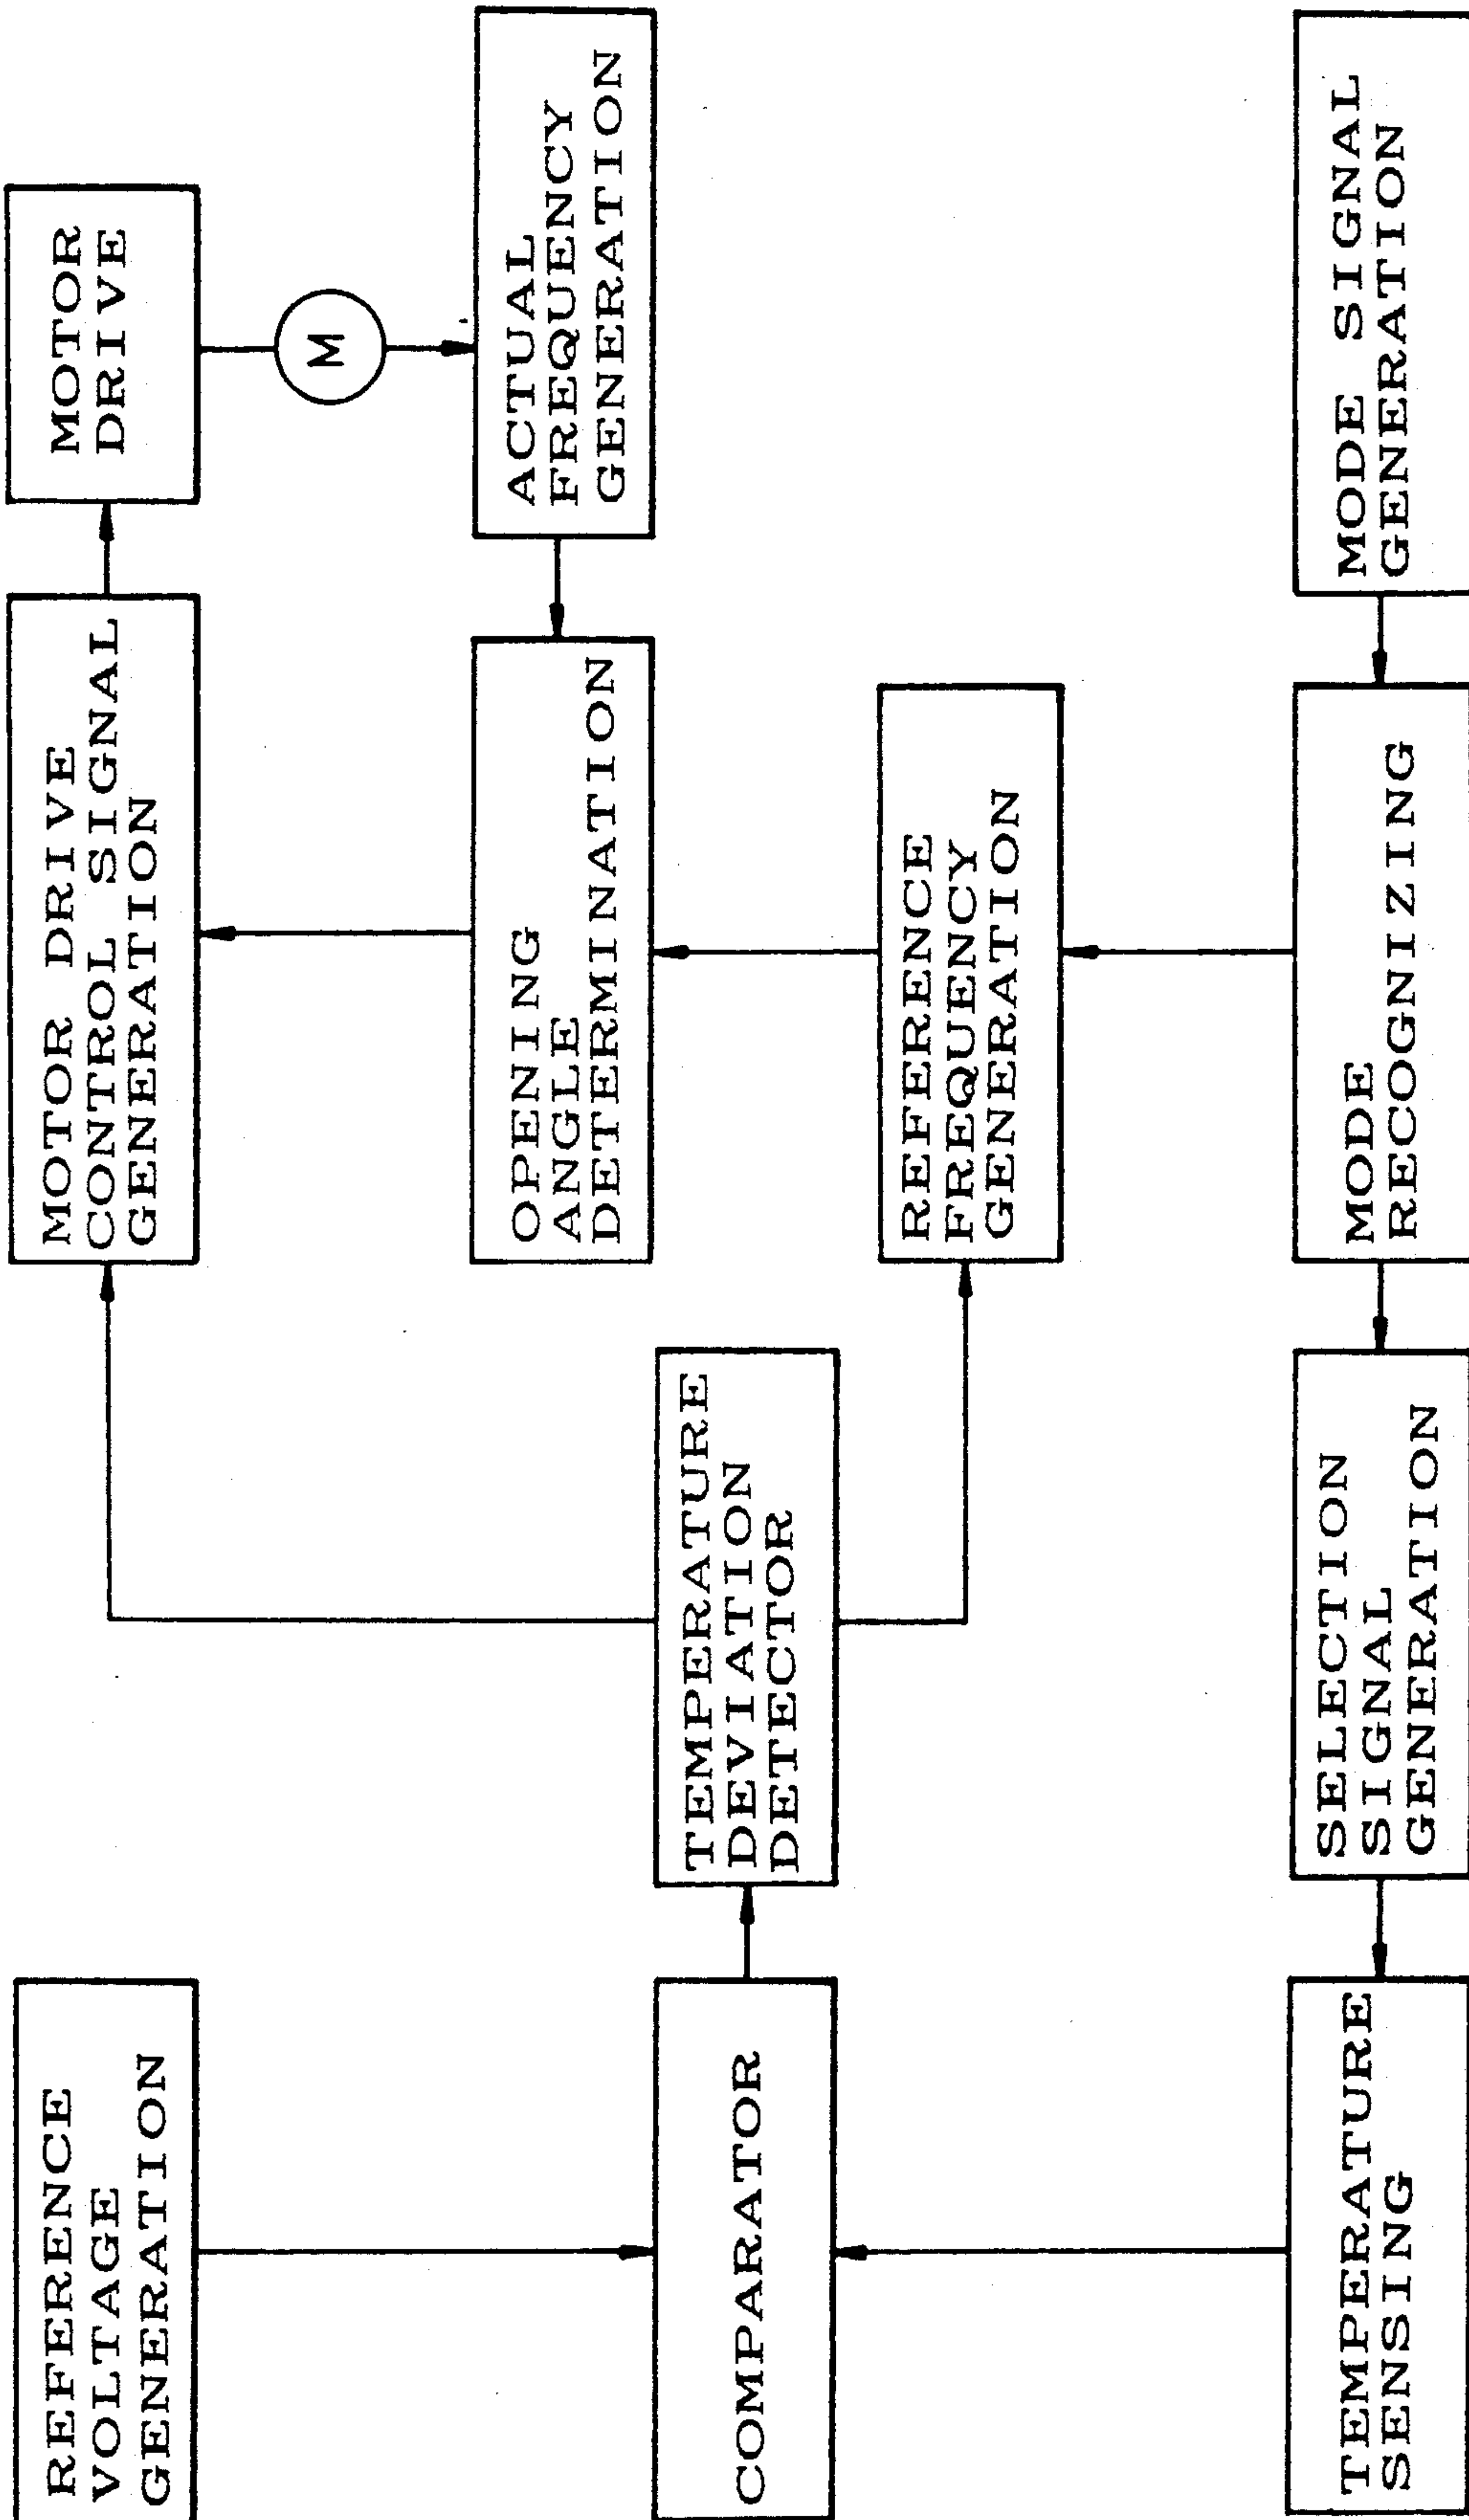 REFERENCE
VOLTAGE
GENERATION
MOTOR DRIVE
CONTROL SIGNAL
GENERATION
MOTOR
DRIVE
M
OPENING
ANGLE
DETERMINATION
ACTUAL
FREQUENCY
GENERATION
COMPARATOR
TEMPERATURE
DEVIATION
DETECTOR
REFERENCE
FREQUENCY
GENERATION
TEMPERATURE
SENSING
SELECTION
SIGNAL
GENERATION
MODE
RECOGNIZING
MODE SIGNAL
GENERATION